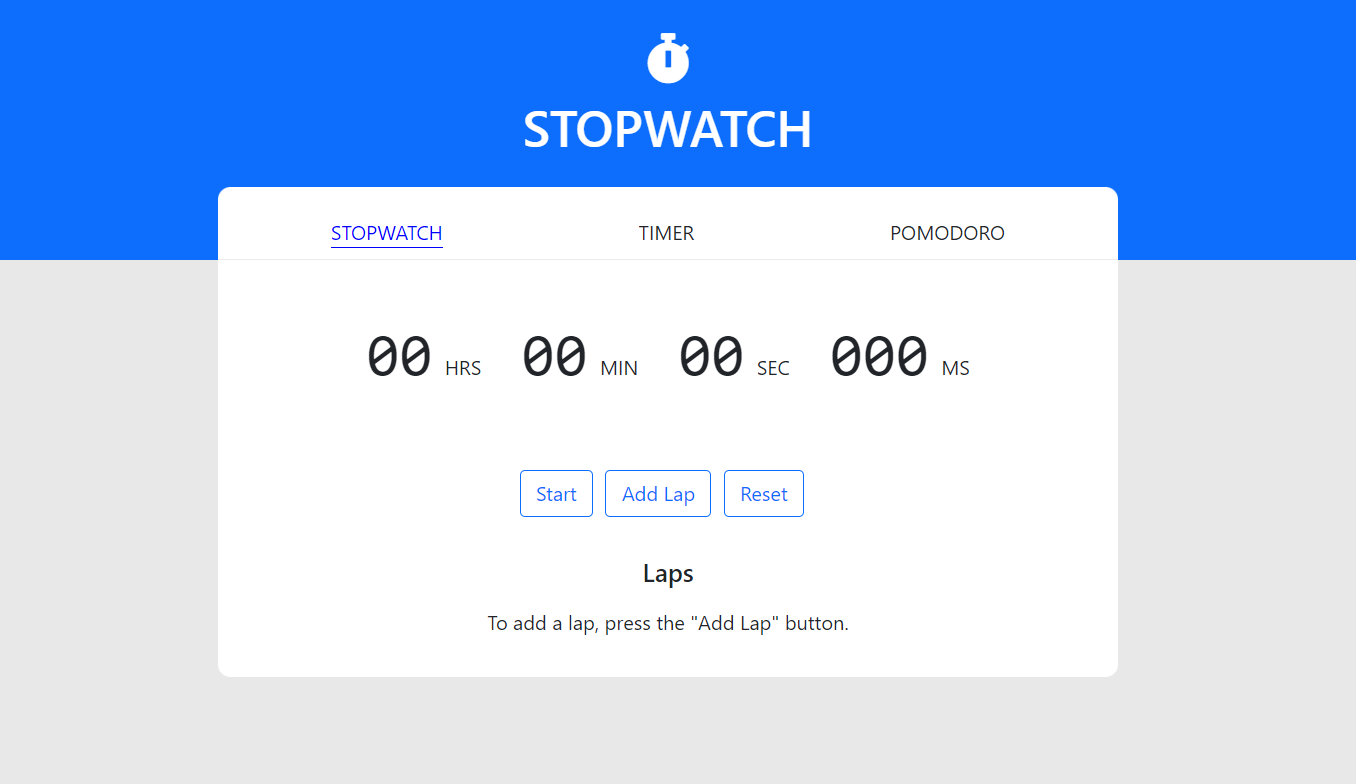 STOPWATCH
STOPWATCH TIMER POMODORO
00 HRS 00 MIN 00 SEC 000 MS
Start Add Lap Reset
Laps
To add a lap, press the "Add Lap" button.